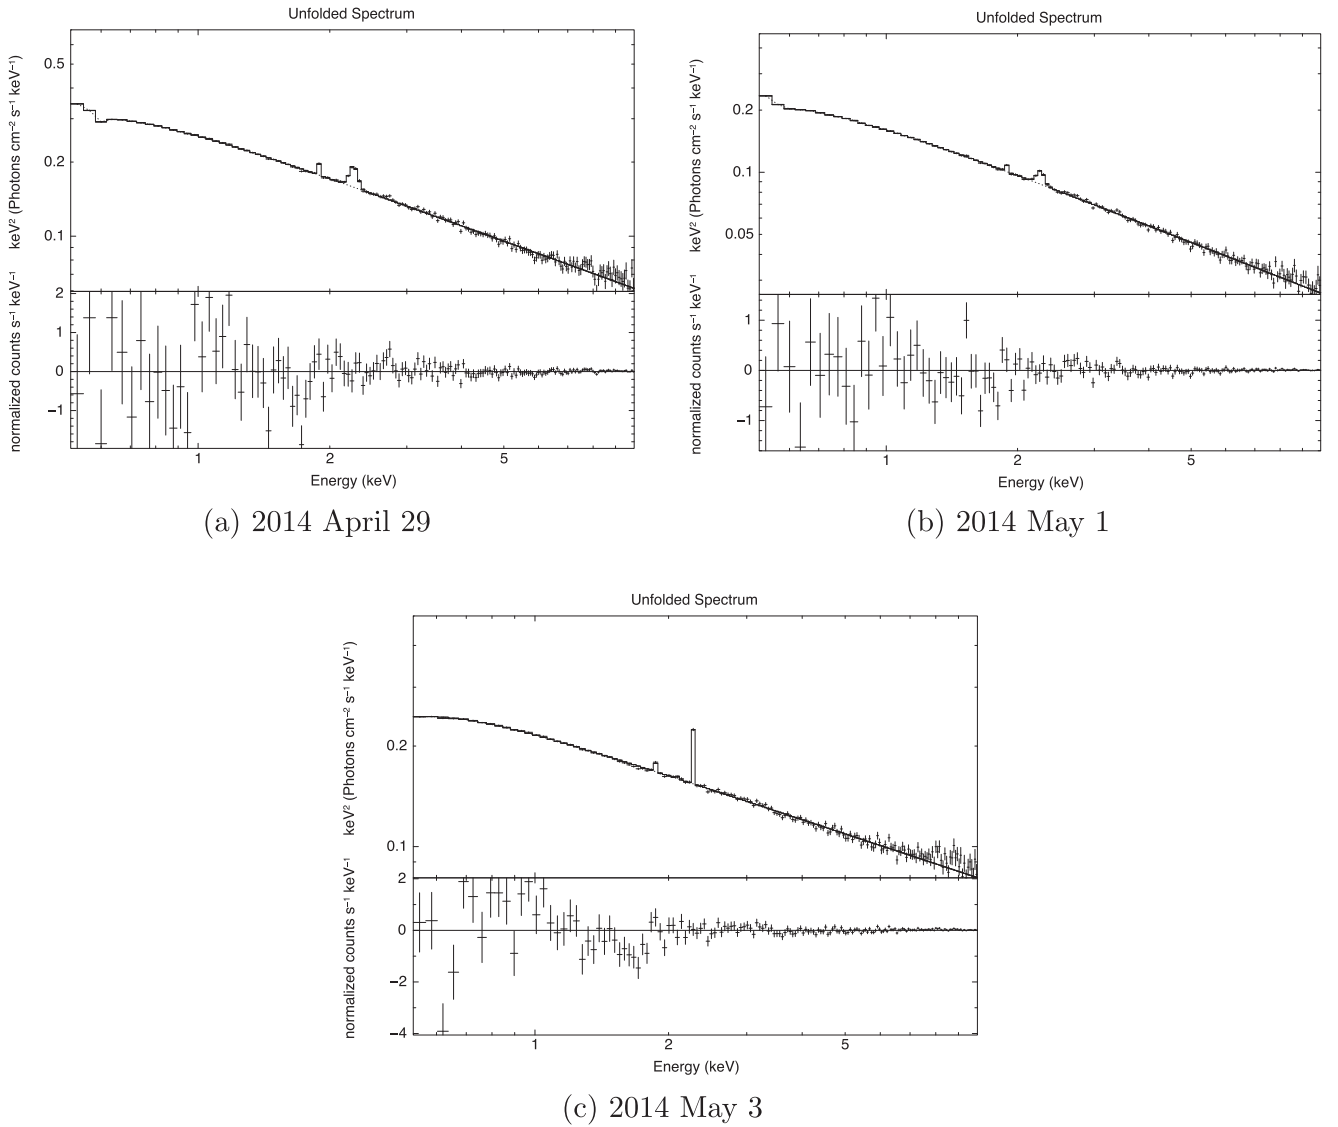 Unfolded Spectrum
keV² (Photons cm⁻² s⁻¹ keV⁻¹)
0.5
0.2
0.1
normalized counts s⁻¹ keV⁻¹
2
1
0
−1
1
2
5
Energy (keV)
(a) 2014 April 29
Unfolded Spectrum
keV² (Photons cm⁻² s⁻¹ keV⁻¹)
0.2
0.1
0.05
normalized counts s⁻¹ keV⁻¹
1
0
−1
1
2
5
Energy (keV)
(b) 2014 May 1
Unfolded Spectrum
keV² (Photons cm⁻² s⁻¹ keV⁻¹)
0.2
0.1
normalized counts s⁻¹ keV⁻¹
2
0
−2
−4
1
2
5
Energy (keV)
(c) 2014 May 3